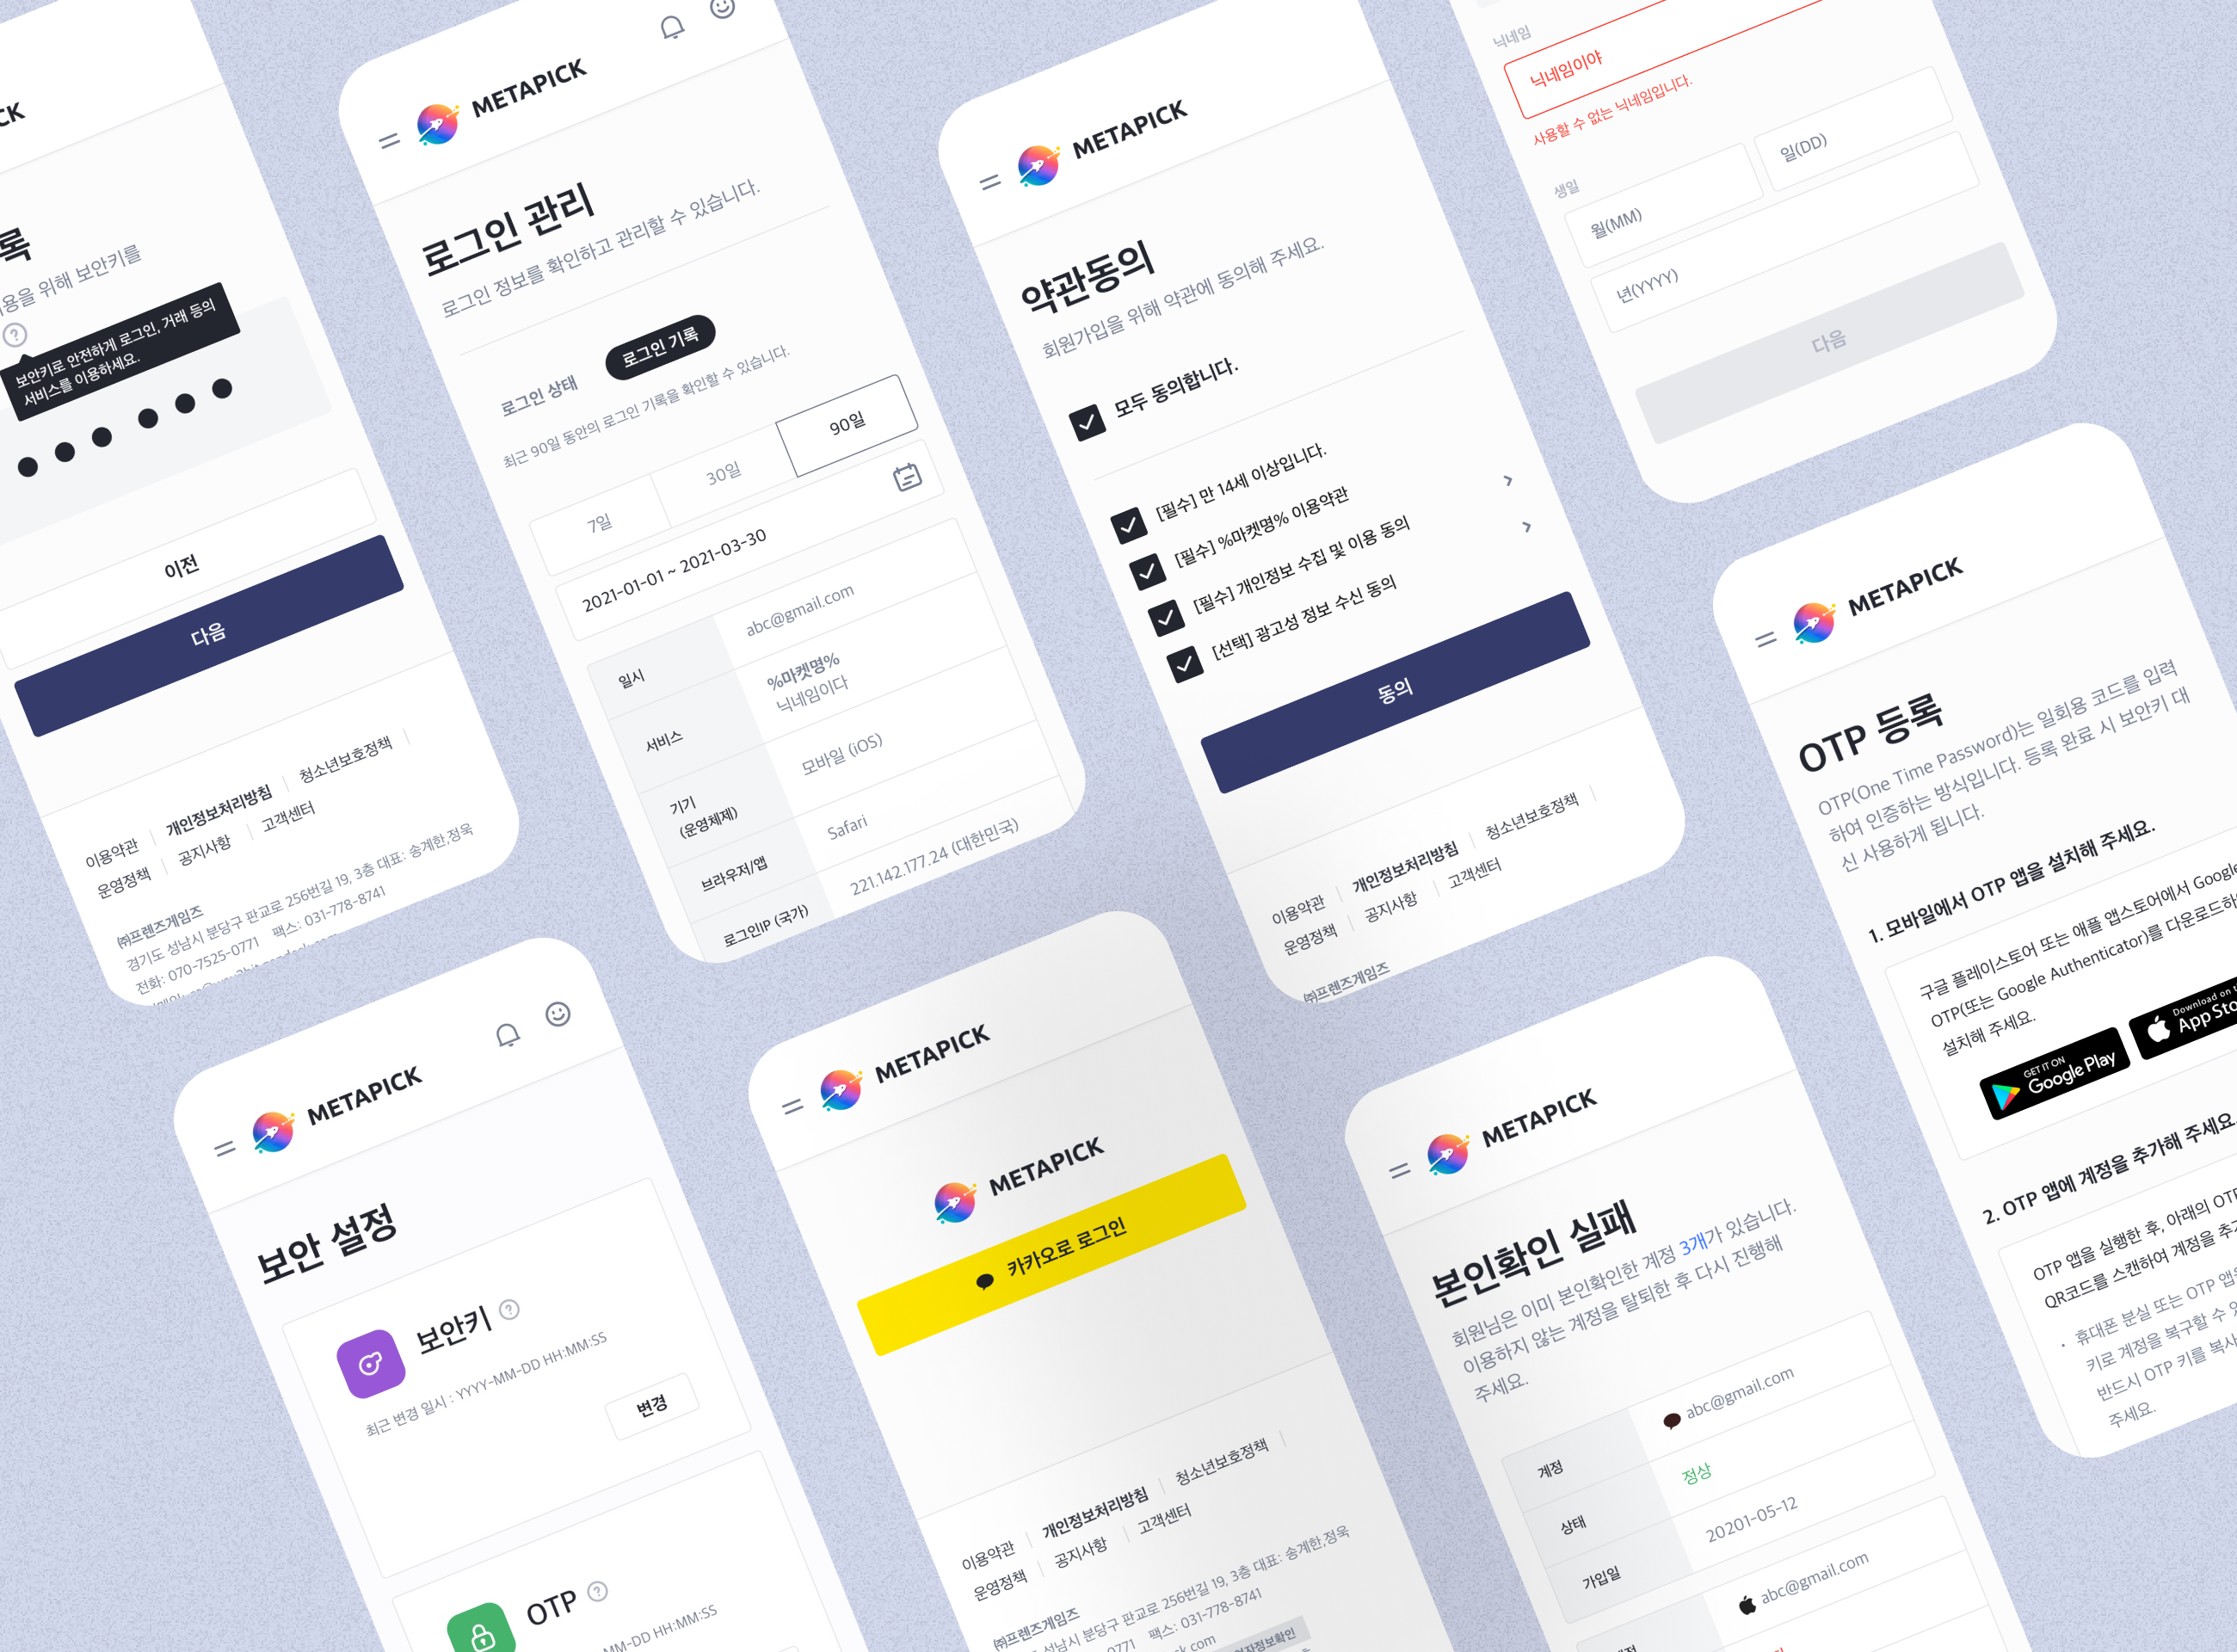 CK
록
용을 위해 보안키를
보안키로 안전하게 로그인, 거래 등의
서비스를 이용하세요.
이전
다음
이용약관
개인정보처리방침
청소년보호정책
운영정책
공지사항
고객센터
㈜프렌즈게임즈
경기도 성남시 분당구 판교로 256번길 19, 3층 대표: 송계한,정욱
전화: 070-7525-0771 팩스: 031-778-8741
METAPICK
로그인 관리
로그인 정보를 확인하고 관리할 수 있습니다.
로그인 상태
로그인 기록
최근 90일 동안의 로그인 기록을 확인할 수 있습니다.
7일
30일
90일
2021-01-01 ~ 2021-03-30
일시
abc@gmail.com
서비스
%마켓명%
닉네임이다
기기
(운영체제)
모바일 (iOS)
브라우저/앱
Safari
로그인IP (국가)
221.142.177.24 (대한민국)
METAPICK
약관동의
회원가입을 위해 약관에 동의해 주세요.
모두 동의합니다.
[필수] 만 14세 이상입니다.
[필수] %마켓명% 이용약관
[필수] 개인정보 수집 및 이용 동의
[선택] 광고성 정보 수신 동의
동의
이용약관
개인정보처리방침
청소년보호정책
운영정책
공지사항
고객센터
㈜프렌즈게임즈
닉네임
닉네임이야
사용할 수 없는 닉네임입니다.
생일
월(MM)
일(DD)
년(YYYY)
다음
METAPICK
OTP 등록
OTP(One Time Password)는 일회용 코드를 입력
하여 인증하는 방식입니다. 등록 완료 시 보안키 대
신 사용하게 됩니다.
1. 모바일에서 OTP 앱을 설치해 주세요.
구글 플레이스토어 또는 애플 앱스토어에서 Google
OTP(또는 Google Authenticator)를 다운로드하
설치해 주세요.
GET IT ON
Google Play
Download on
App Sto
2. OTP 앱에 계정을 추가해 주세요.
OTP 앱을 실행한 후, 아래의 OTP
QR코드를 스캔하여 계정을 추
· 휴대폰 분실 또는 OTP 앱
키로 계정을 복구할 수
반드시 OTP 키를 복사
주세요.
METAPICK
보안 설정
보안키
최근 변경 일시 : YYYY-MM-DD HH:MM:SS
변경
OTP
MM-DD HH:MM:SS
METAPICK
METAPICK
카카오로 로그인
이용약관
개인정보처리방침
청소년보호정책
운영정책
공지사항
고객센터
㈜프렌즈게임즈
성남시 분당구 판교로 256번길 19, 3층 대표: 송계한,정욱
0771 팩스: 031-778-8741
sk.com
자정보확인
METAPICK
본인확인 실패
회원님은 이미 본인확인한 계정 3개가 있습니다.
이용하지 않는 계정을 탈퇴한 후 다시 진행해
주세요.
계정
abc@gmail.com
상태
정상
가입일
20201-05-12
abc@gmail.com